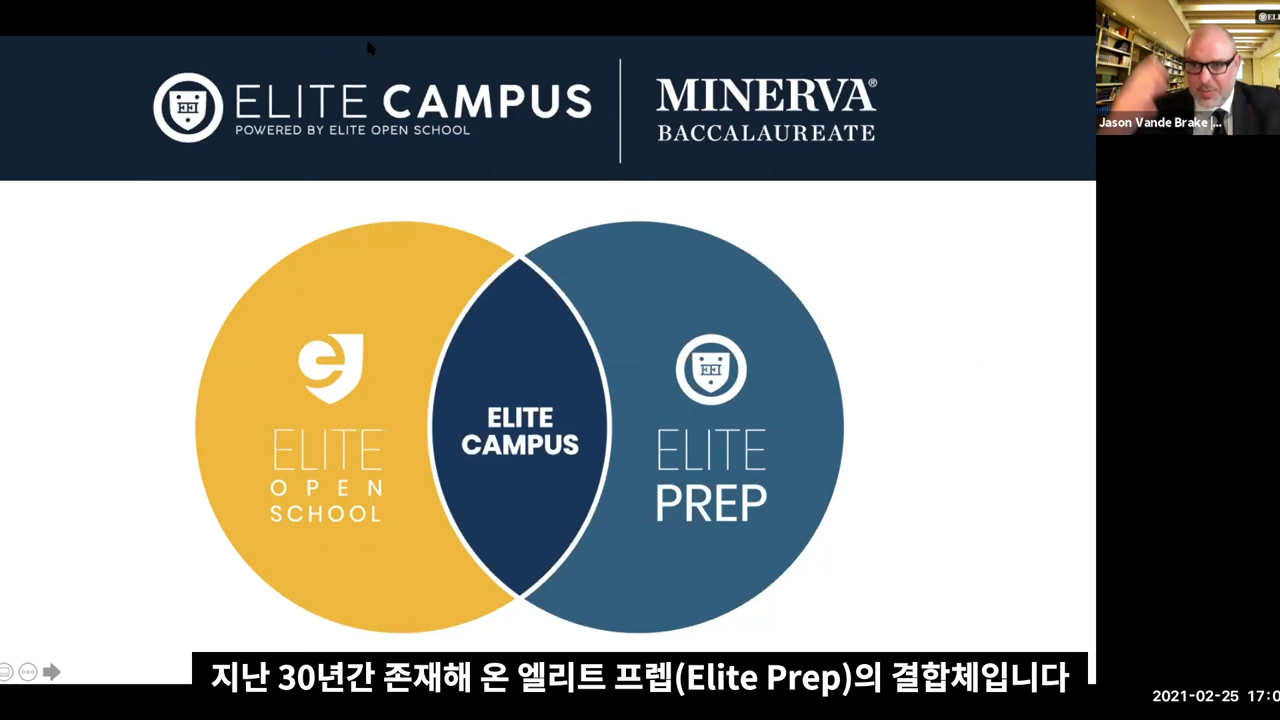 ELITE CAMPUS
POWERED BY ELITE OPEN SCHOOL
MINERVA®
BACCALAUREATE
Jason Vande Brake |...
ELITE
OPEN
SCHOOL
ELITE
CAMPUS
ELITE
PREP
지난 30년간 존재해 온 엘리트 프렙(Elite Prep)의 결합체입니다
2021-02-25 17:0